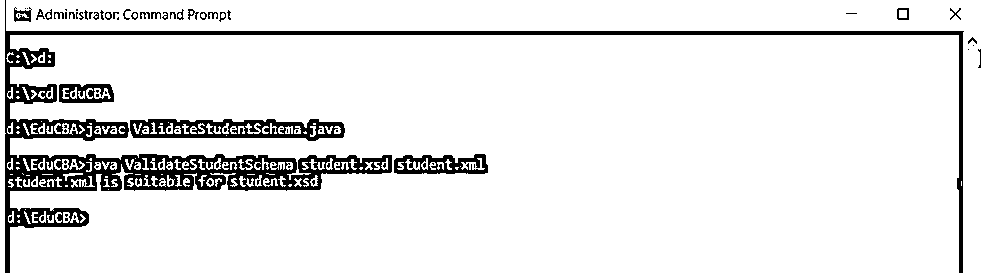 Administrator: Command Prompt
C:\>d:
d:\>cd EduCBA
d:\EduCBA>javac ValidateStudentSchema.java
d:\EduCBA>java ValidateStudentSchema student.xsd student.xml
student.xml is suitable for student.xsd
d:\EduCBA>